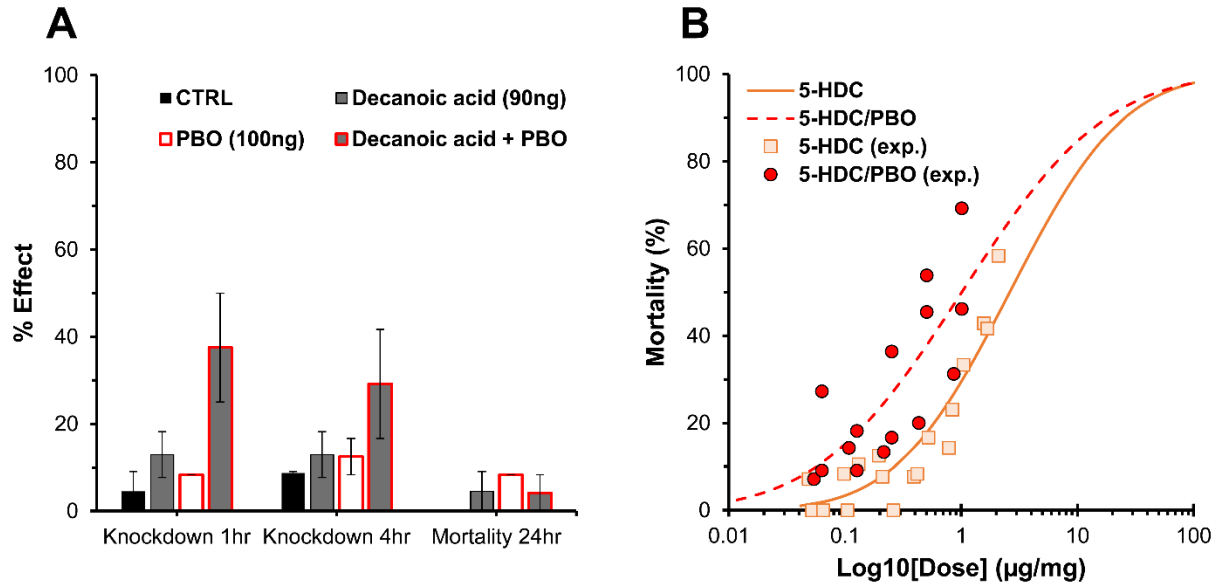 A
% Effect
100
80
60
40
20
0
CTRL
Decanoic acid (90ng)
PBO (100ng)
Decanoic acid + PBO
Knockdown 1hr
Knockdown 4hr
Mortality 24hr
B
Mortality (%)
100
80
60
40
20
0
5-HDC
5-HDC/PBO
5-HDC (exp.)
5-HDC/PBO (exp.)
0.01
0.1
1
10
100
Log10[Dose] (µg/mg)